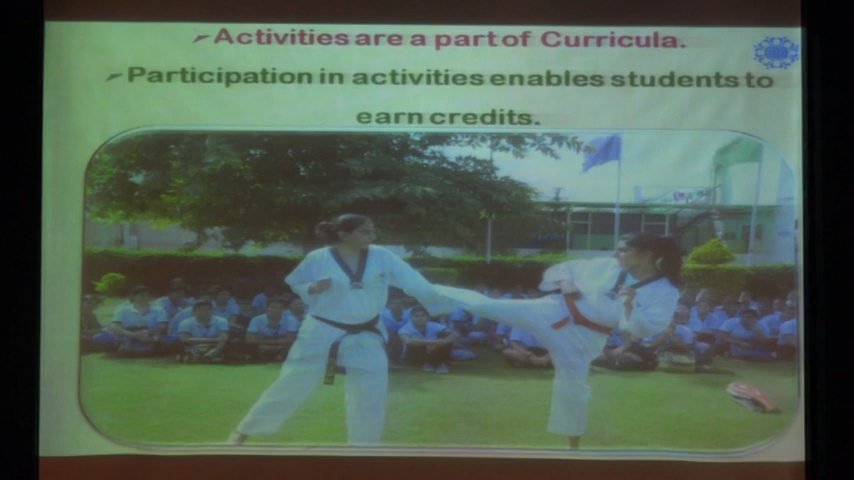 Activities are a part of Curricula.
Participation in activities enables students to
earn credits.